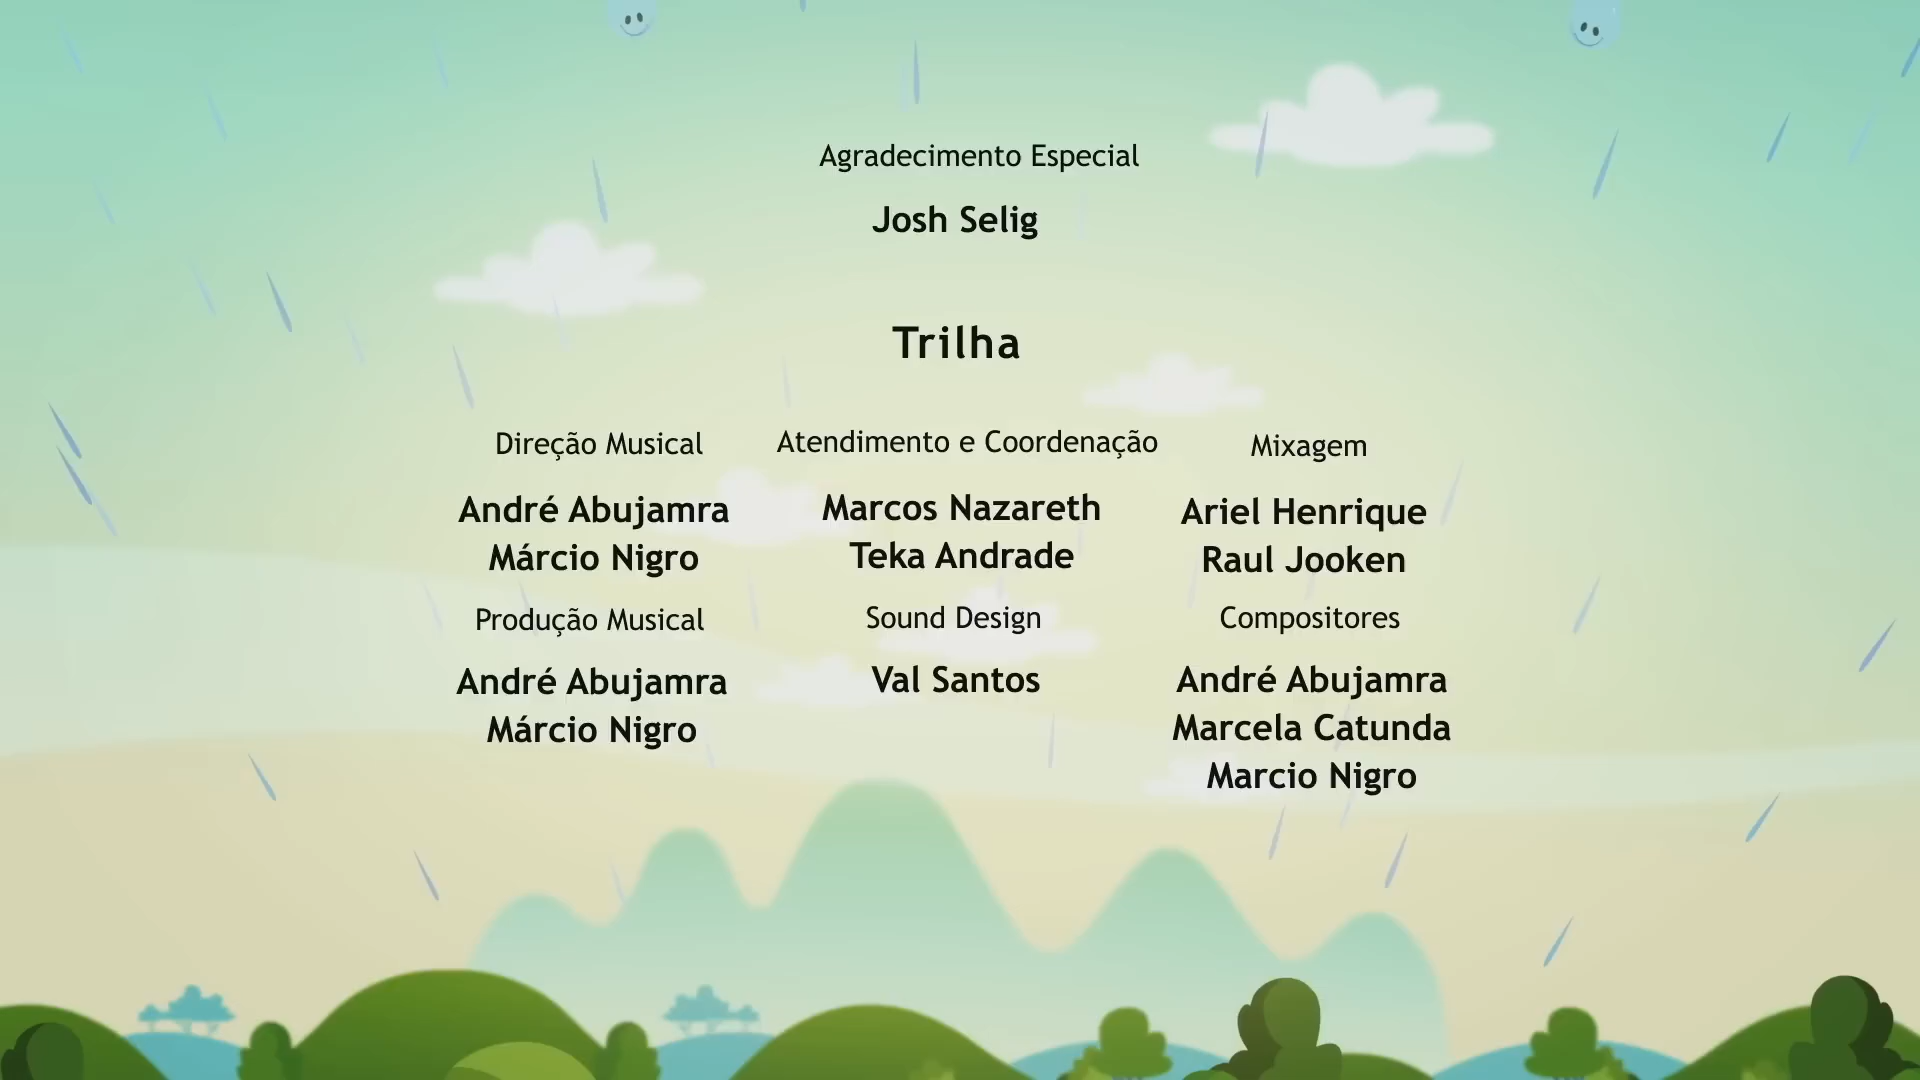 Agradecimento Especial
Josh Selig
Trilha
Direção Musical
André Abujamra
Márcio Nigro
Atendimento e Coordenação
Marcos Nazareth
Teka Andrade
Mixagem
Ariel Henrique
Raul Jooken
Produção Musical
André Abujamra
Márcio Nigro
Sound Design
Val Santos
Compositores
André Abujamra
Marcela Catunda
Marcio Nigro